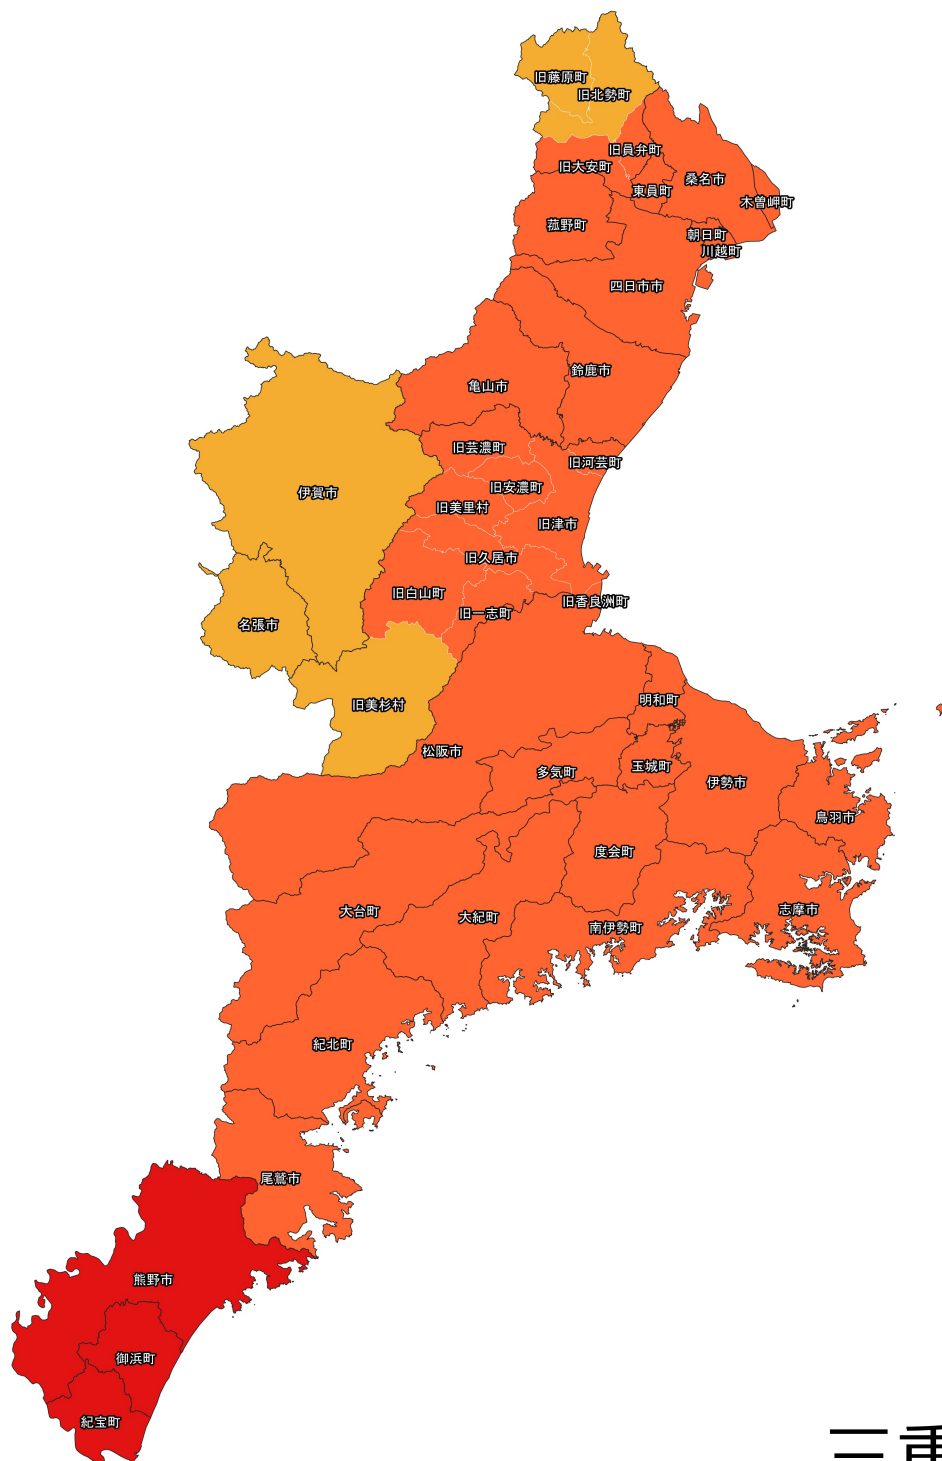 旧藤原町
旧北勢町
旧員弁町
旧大安町
桑名市
東員町
木曽岬町
菰野町
朝日町
川越町
四日市市
鈴鹿市
亀山市
旧芸濃町
旧河芸町
旧安濃町
伊賀市
旧美里村
旧津市
旧久居市
旧白山町
旧香良洲町
旧一志町
名張市
明和町
旧美杉村
松阪市
玉城町
多気町
伊勢市
鳥羽市
度会町
志摩市
大台町
大紀町
南伊勢町
紀北町
尾鷲市
熊野市
御浜町
紀宝町
三重